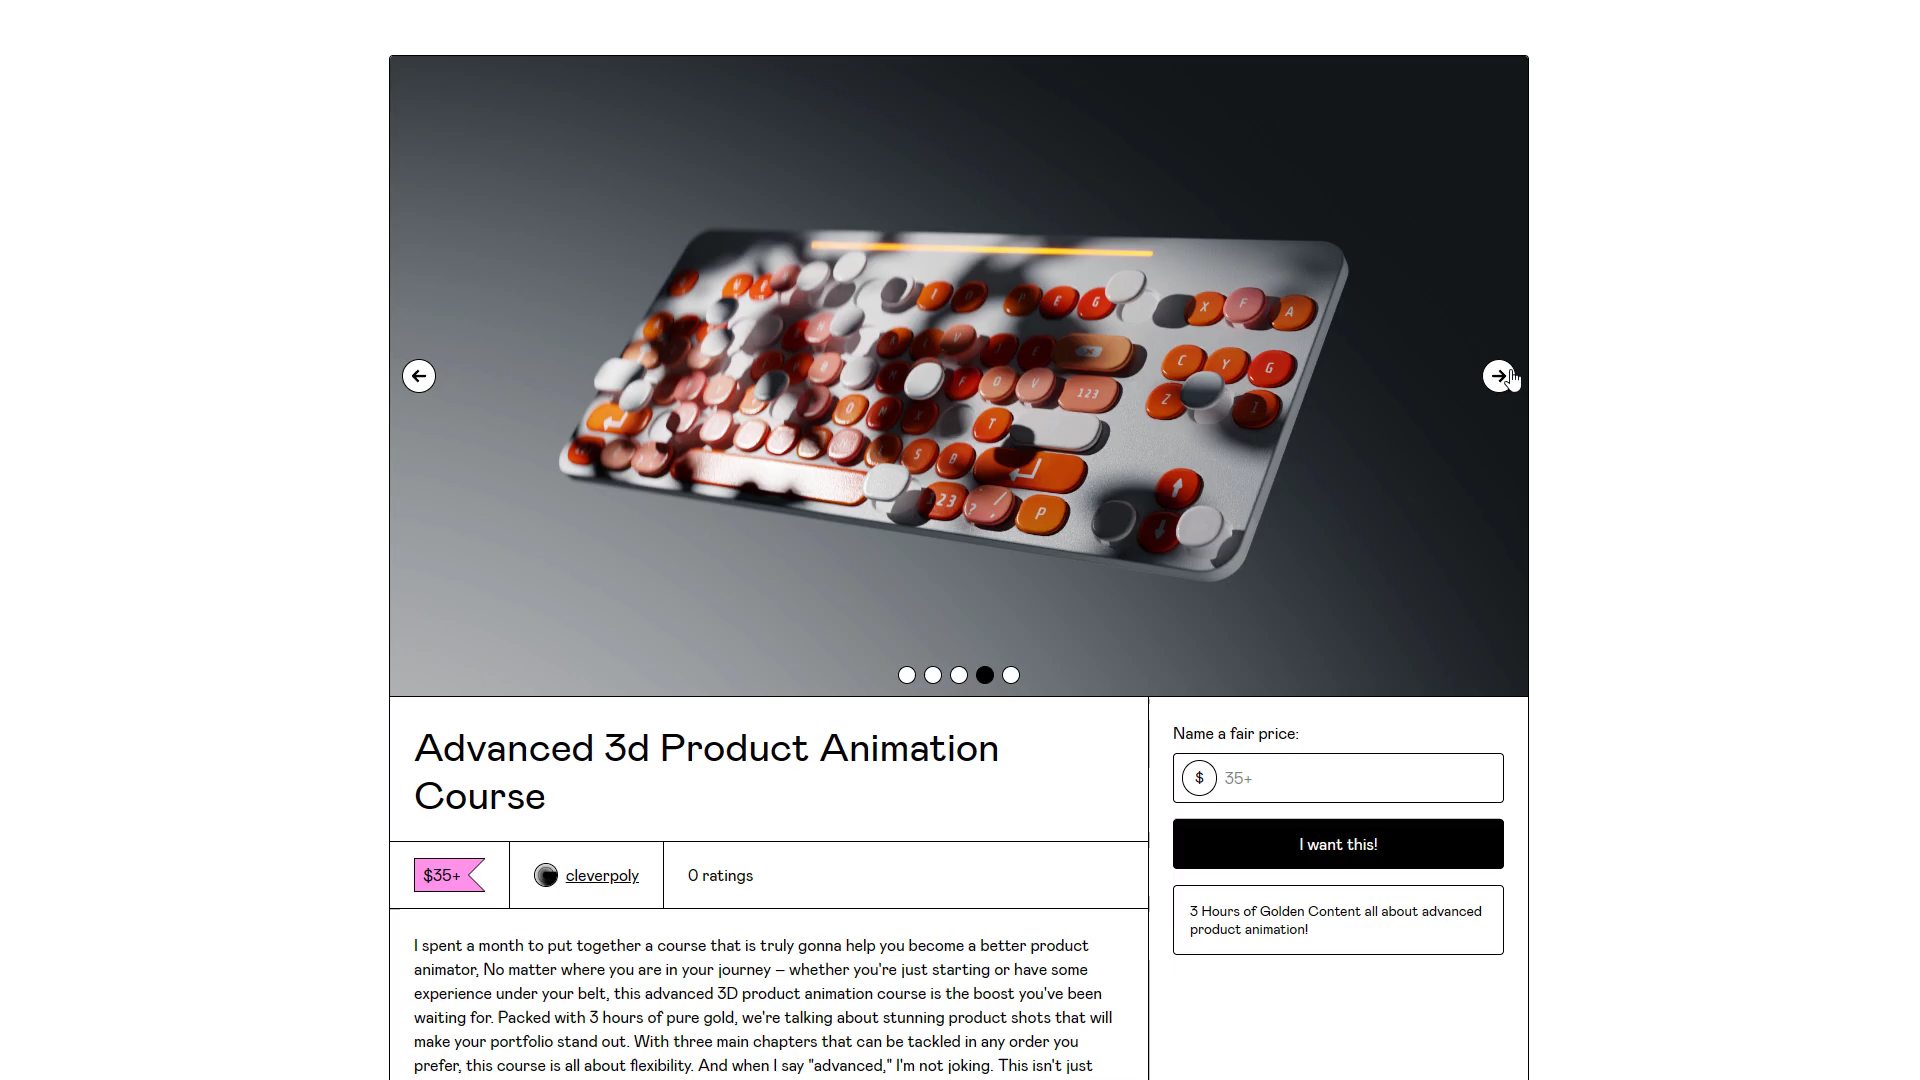 Advanced 3d Product Animation
Course
$35+
cleverpoly
0 ratings
I spent a month to put together a course that is truly gonna help you become a better product
animator, No matter where you are in your journey – whether you're just starting or have some
experience under your belt, this advanced 3D product animation course is the boost you've been
waiting for. Packed with 3 hours of pure gold, we're talking about stunning product shots that will
make your portfolio stand out. With three main chapters that can be tackled in any order you
prefer, this course is all about flexibility. And when I say "advanced," I'm not joking. This isn't just
Name a fair price:
$ 35+
I want this!
3 Hours of Golden Content all about advanced
product animation!